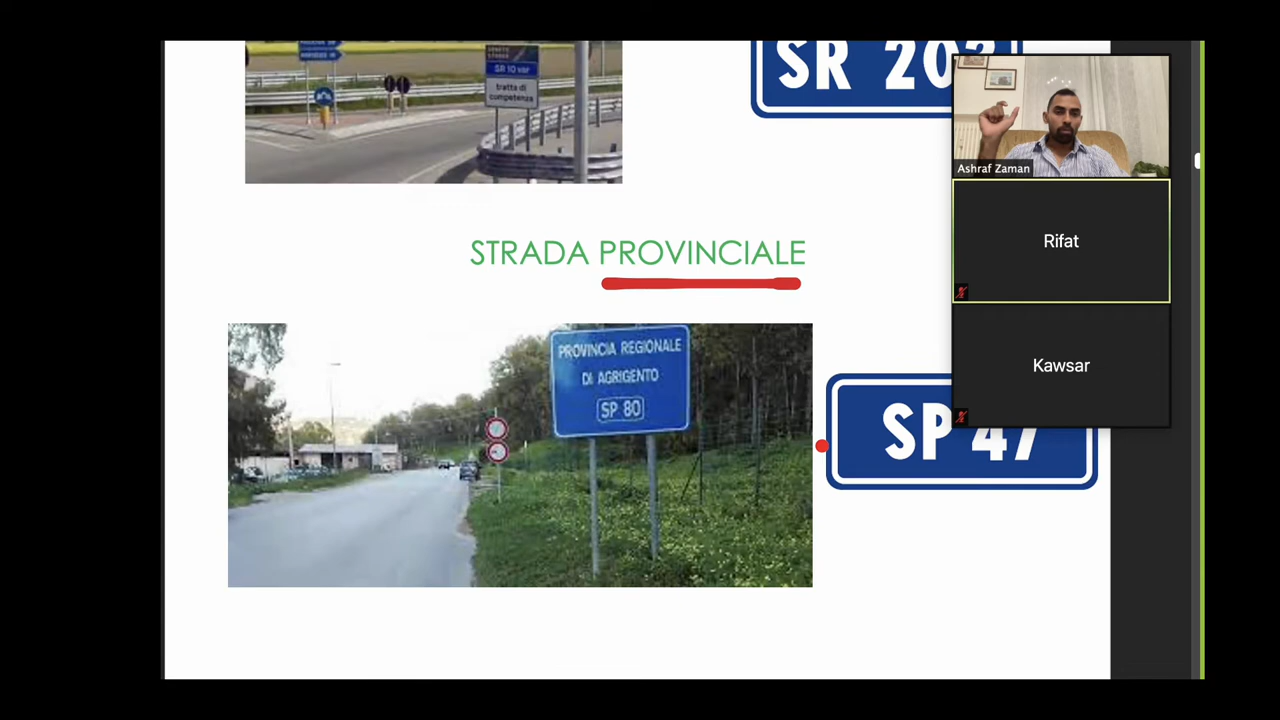 SR 10 var
tratta di
competenza
SR 20
Ashraf Zaman
STRADA PROVINCIALE
Rifat
PROVINCIA REGIONALE
DI AGRIGENTO
SP 80
Kawsar
SP 47